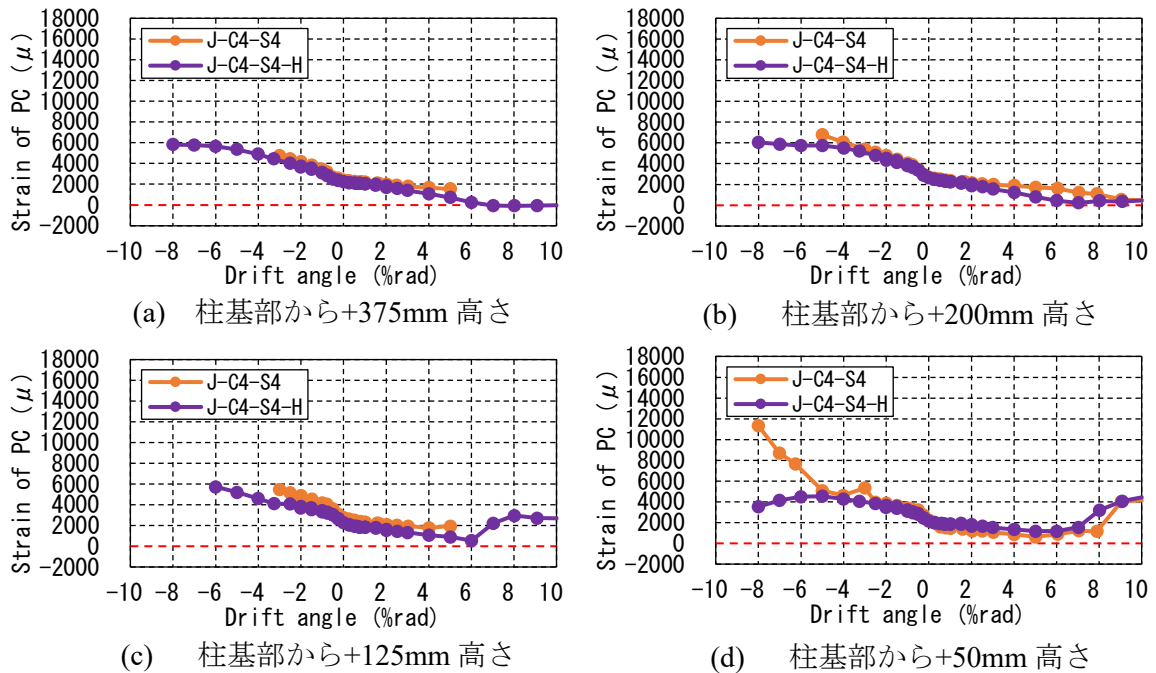 18000
16000
14000
12000
10000
8000
6000
4000
2000
0
-2000
Strain of PC (μ)
J-C4-S4
J-C4-S4-H
-10 -8 -6 -4 -2 0 2 4 6 8 10
Drift angle (%rad)
(a) 柱基部から+375mm 高さ
18000
16000
14000
12000
10000
8000
6000
4000
2000
0
-2000
Strain of PC (μ)
J-C4-S4
J-C4-S4-H
-10 -8 -6 -4 -2 0 2 4 6 8 10
Drift angle (%rad)
(b) 柱基部から+200mm 高さ
18000
16000
14000
12000
10000
8000
6000
4000
2000
0
-2000
Strain of PC (μ)
J-C4-S4
J-C4-S4-H
-10 -8 -6 -4 -2 0 2 4 6 8 10
Drift angle (%rad)
(c) 柱基部から+125mm 高さ
18000
16000
14000
12000
10000
8000
6000
4000
2000
0
-2000
Strain of PC (μ)
J-C4-S4
J-C4-S4-H
-10 -8 -6 -4 -2 0 2 4 6 8 10
Drift angle (%rad)
(d) 柱基部から+50mm 高さ